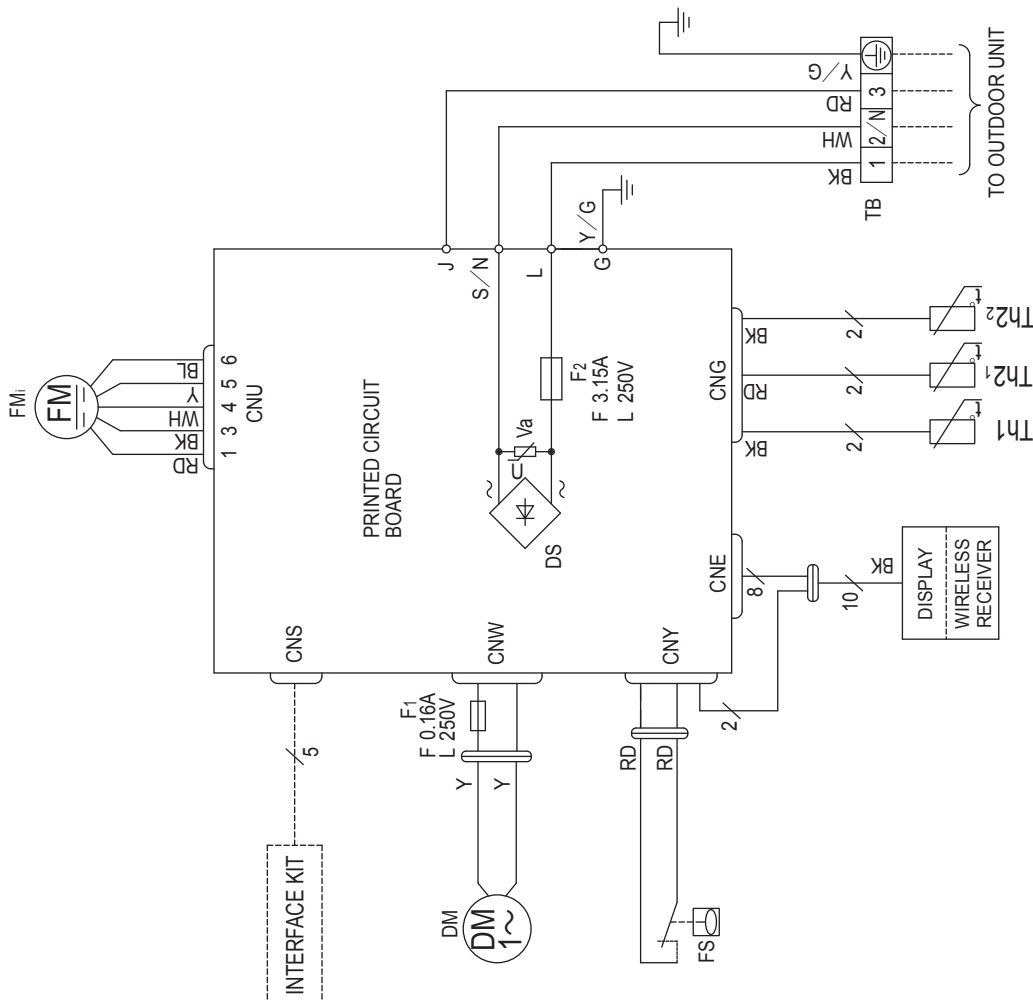 FMi
FM
RD
BK
WH
Y
BL
1 3 4 5 6
CNU
PRINTED CIRCUIT
BOARD
CNS
5
INTERFACE KIT
CNW
F1
F 0.16A
L 250V
Y
Y
DM
DM
1~
CNY
RD
RD
2
FS
CNE
8
10
BK
DISPLAY
WIRELESS
RECEIVER
CNG
BK
RD
BK
2
2
2
t°
t°
t°
Th1
Th21
Th22
~
~
DS
U
Va
F2
F 3.15A
L 250V
J
S/N
L
G
Y/G
Y/G
RD
WH
BK
1
2/N
3
TB
TO OUTDOOR UNIT